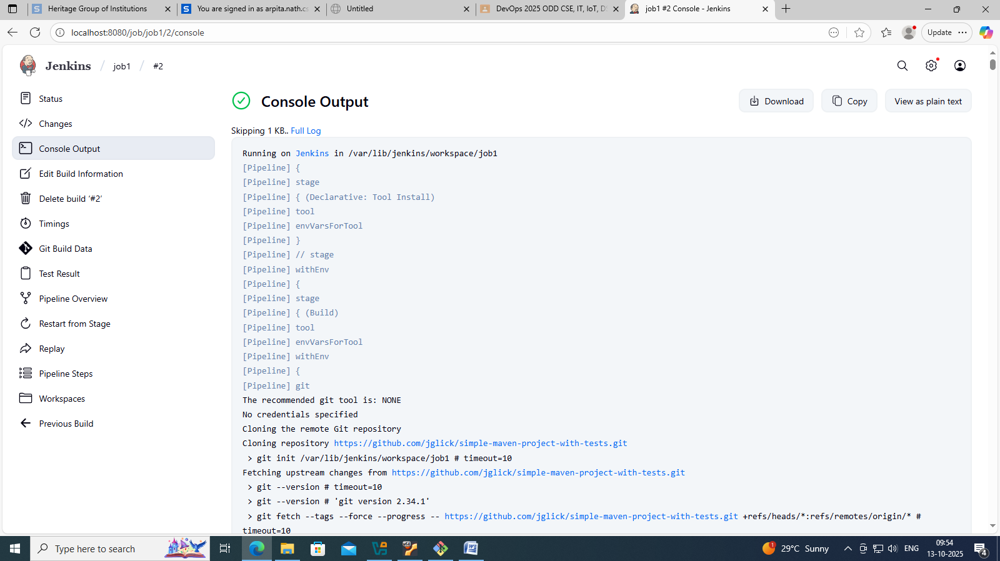 Heritage Group of Institutions
You are signed in as arpita.nath.cs
Untitled
DevOps 2025 ODD CSE, IT, IoT, D
job1 #2 Console - Jenkins
localhost:8080/job/job1/2/console
Update
Jenkins / job1 / #2
Status
Changes
Console Output
Edit Build Information
Delete build ‘#2’
Timings
Git Build Data
Test Result
Pipeline Overview
Restart from Stage
Replay
Pipeline Steps
Workspaces
Previous Build
Console Output
Download
Copy
View as plain text
Skipping 1 KB.. Full Log
Running on Jenkins in /var/lib/jenkins/workspace/job1
[Pipeline] {
[Pipeline] stage
[Pipeline] { (Declarative: Tool Install)
[Pipeline] tool
[Pipeline] envVarsForTool
[Pipeline] }
[Pipeline] // stage
[Pipeline] withEnv
[Pipeline] {
[Pipeline] stage
[Pipeline] { (Build)
[Pipeline] tool
[Pipeline] envVarsForTool
[Pipeline] withEnv
[Pipeline] {
[Pipeline] git
The recommended git tool is: NONE
No credentials specified
Cloning the remote Git repository
Cloning repository https://github.com/jglick/simple-maven-project-with-tests.git
> git init /var/lib/jenkins/workspace/job1 # timeout=10
Fetching upstream changes from https://github.com/jglick/simple-maven-project-with-tests.git
> git --version # timeout=10
> git --version # 'git version 2.34.1'
> git fetch --tags --force --progress -- https://github.com/jglick/simple-maven-project-with-tests.git +refs/heads/*:refs/remotes/origin/* #
timeout=10
Type here to search
1
29°C Sunny
ENG
09:54
13-10-2025
4